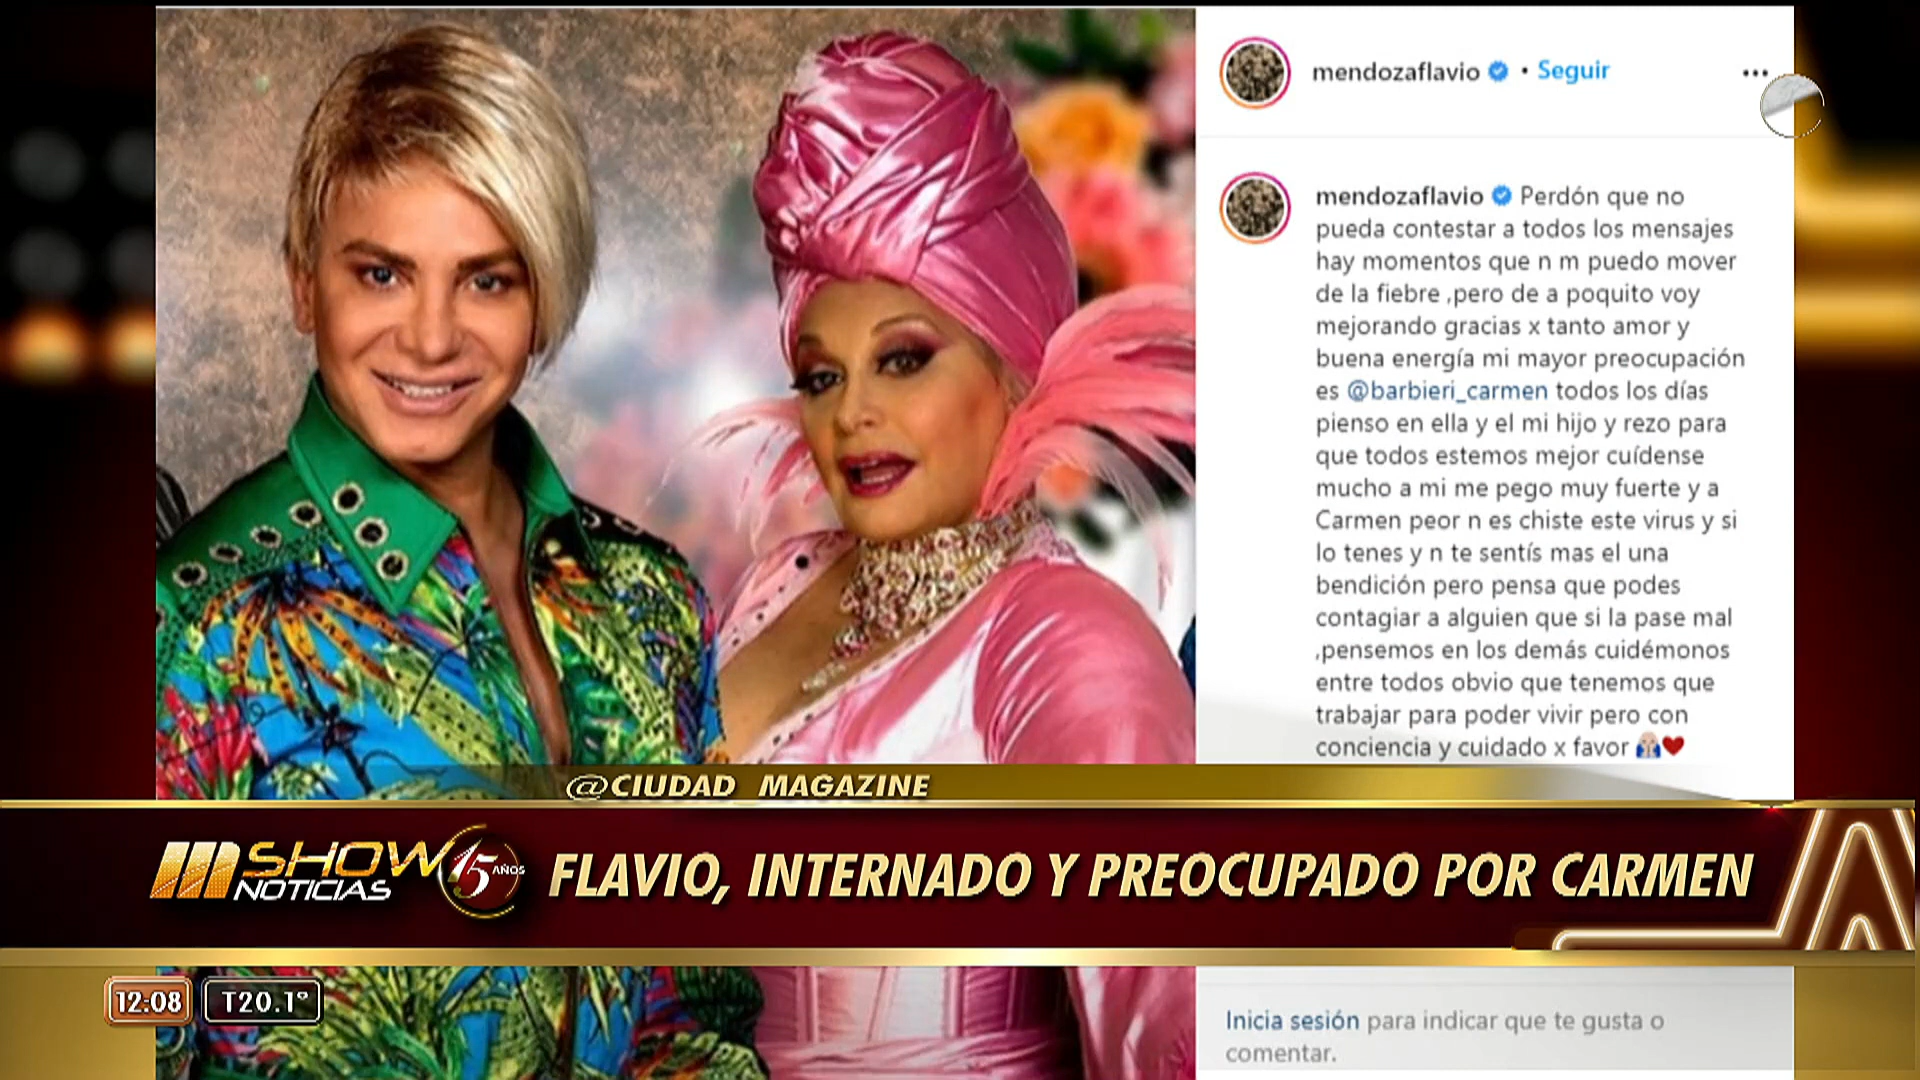 mendozaflavio • Seguir ...
mendozaflavio Perdón que no
pueda contestar a todos los mensajes
hay momentos que n m puedo mover
de la fiebre ,pero de a poquito voy
mejorando gracias x tanto amor y
buena energía mi mayor preocupación
es @barbieri_carmen todos los días
pienso en ella y el mi hijo y rezo para
que todos estemos mejor cuídense
mucho a mi me pego muy fuerte y a
Carmen peor n es chiste este virus y si
lo tenes y n te sentís mas el una
bendición pero pensa que podes
contagiar a alguien que si la pase mal
,pensemos en los demás cuidémonos
entre todos obvio que tenemos que
trabajar para poder vivir pero con
conciencia y cuidado x favor
@CIUDAD_MAGAZINE
M SHOW
NOTICIAS
15 AÑOS
FLAVIO, INTERNADO Y PREOCUPADO POR CARMEN
12:08 T20.1°
Inicia sesión para indicar que te gusta o
comentar.